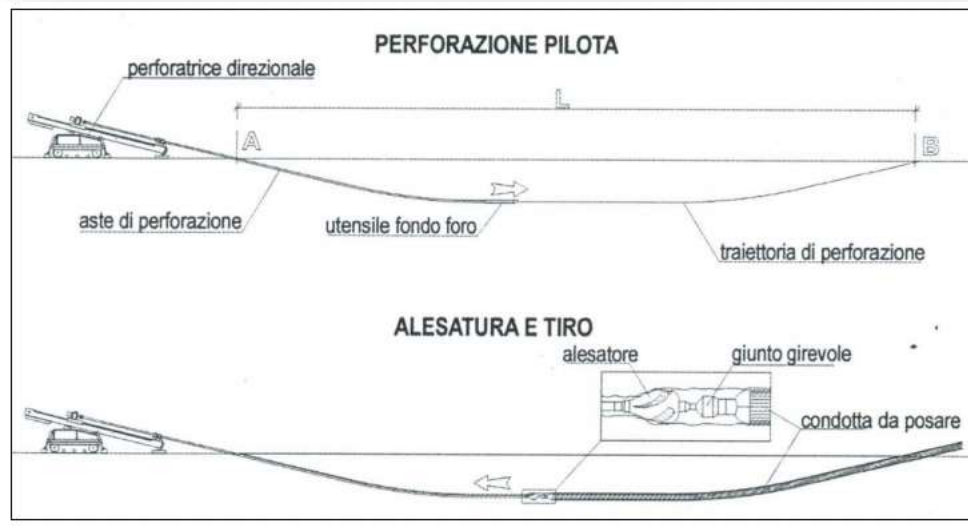 PERFORAZIONE PILOTA
perforatrice direzionale
L
A
B
aste di perforazione
utensile fondo foro
traiettoria di perforazione
ALESATURA E TIRO
alesatore
giunto girevole
condotta da posare